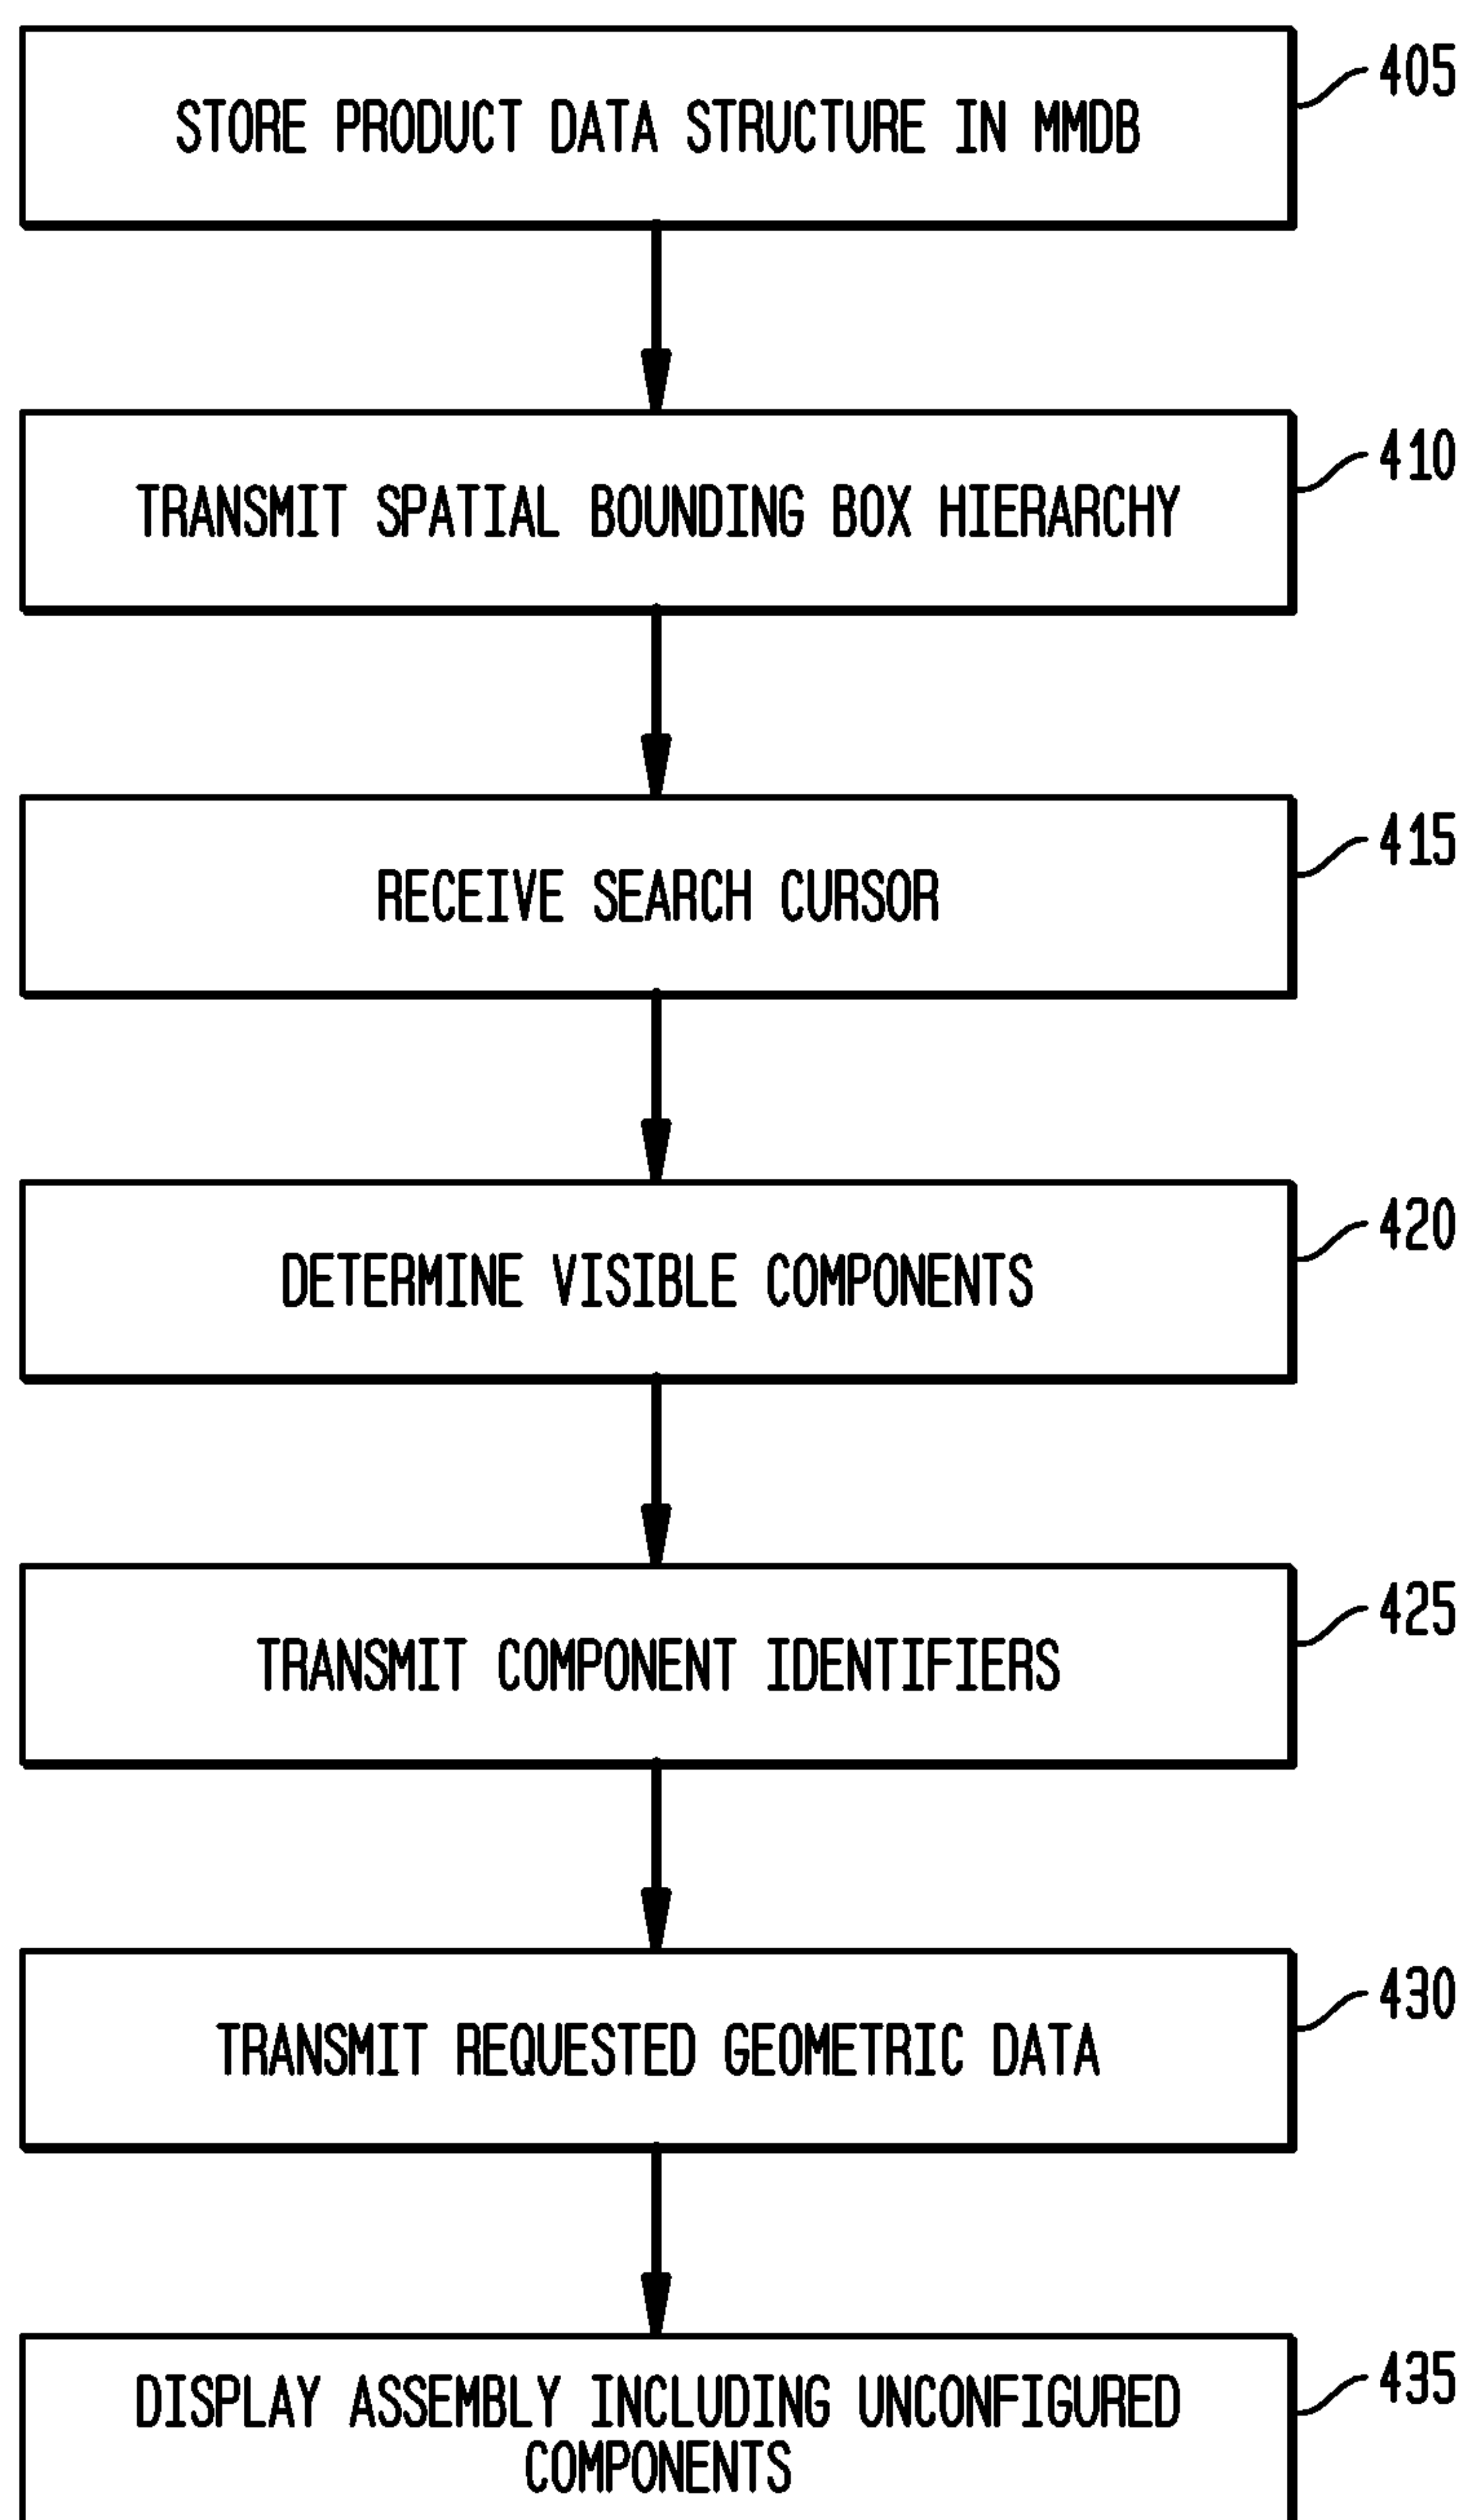 STORE PRODUCT DATA STRUCTURE IN MMDB
405
TRANSMIT SPATIAL BOUNDING BOX HIERARCHY
410
RECEIVE SEARCH CURSOR
415
DETERMINE VISIBLE COMPONENTS
420
TRANSMIT COMPONENT IDENTIFIERS
425
TRANSMIT REQUESTED GEOMETRIC DATA
430
DISPLAY ASSEMBLY INCLUDING UNCONFIGURED
COMPONENTS
435